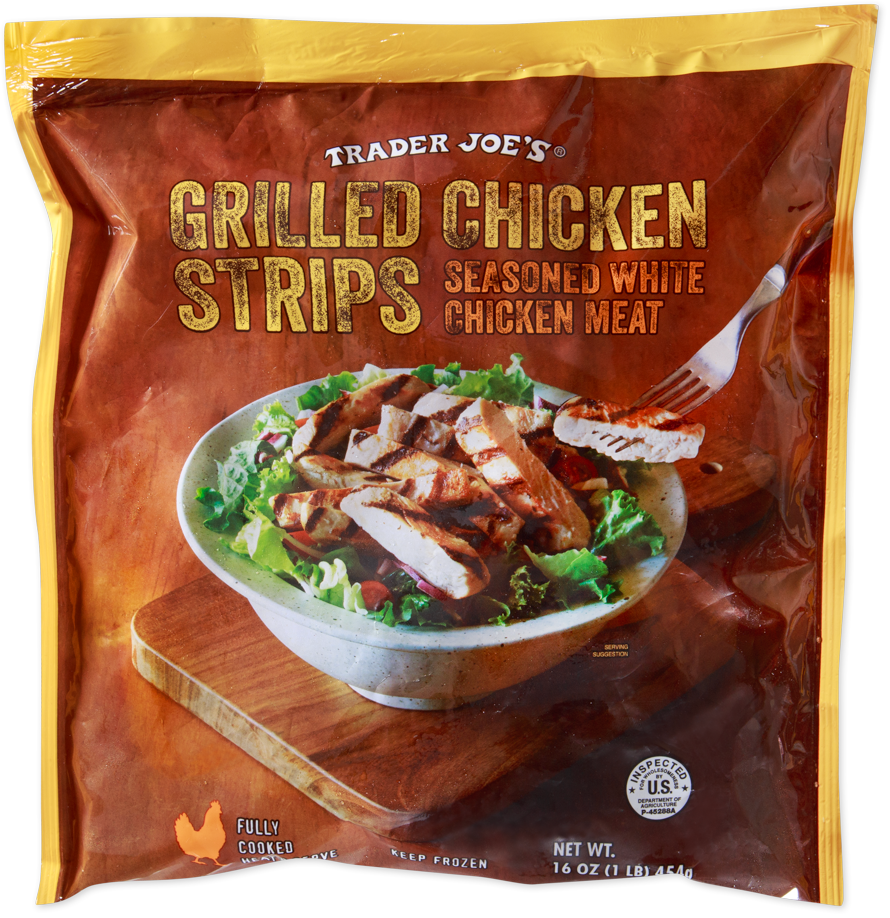 TRADER JOE'S®
GRILLED CHICKEN
STRIPS
SEASONED WHITE
CHICKEN MEAT
SERVING
SUGGESTION
INSPECTED
FOR WHOLESOMENESS
BY
U.S.
DEPARTMENT OF
AGRICULTURE
P-45288A
FULLY
COOKED
KEEP FROZEN
NET WT.
16 OZ (1 LB) 454g